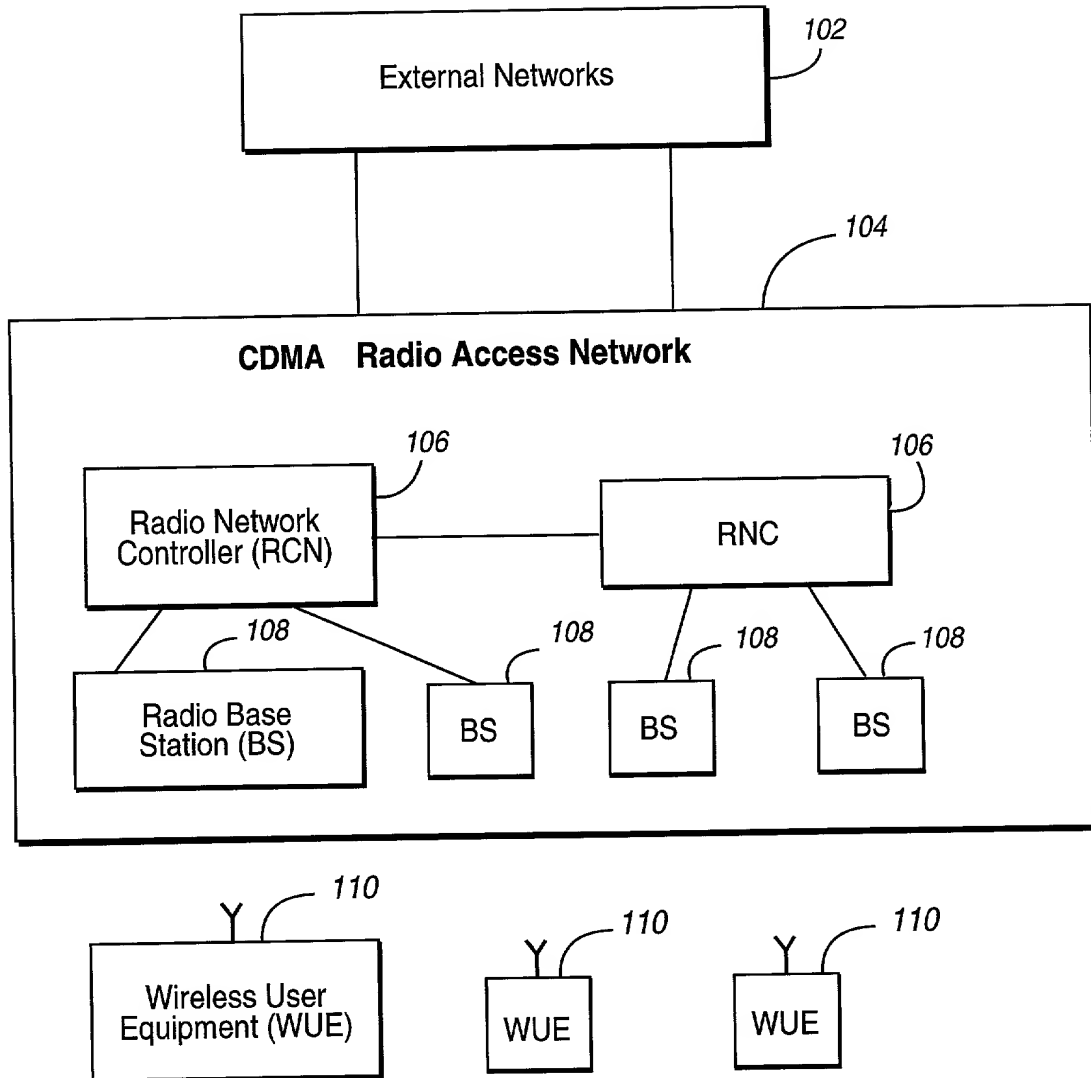 102
External Networks
104
CDMA Radio Access Network
106
106
Radio Network
Controller (RCN)
RNC
108
108
108
108
Radio Base
Station (BS)
BS
BS
BS
110
110
110
Wireless User
Equipment (WUE)
WUE
WUE